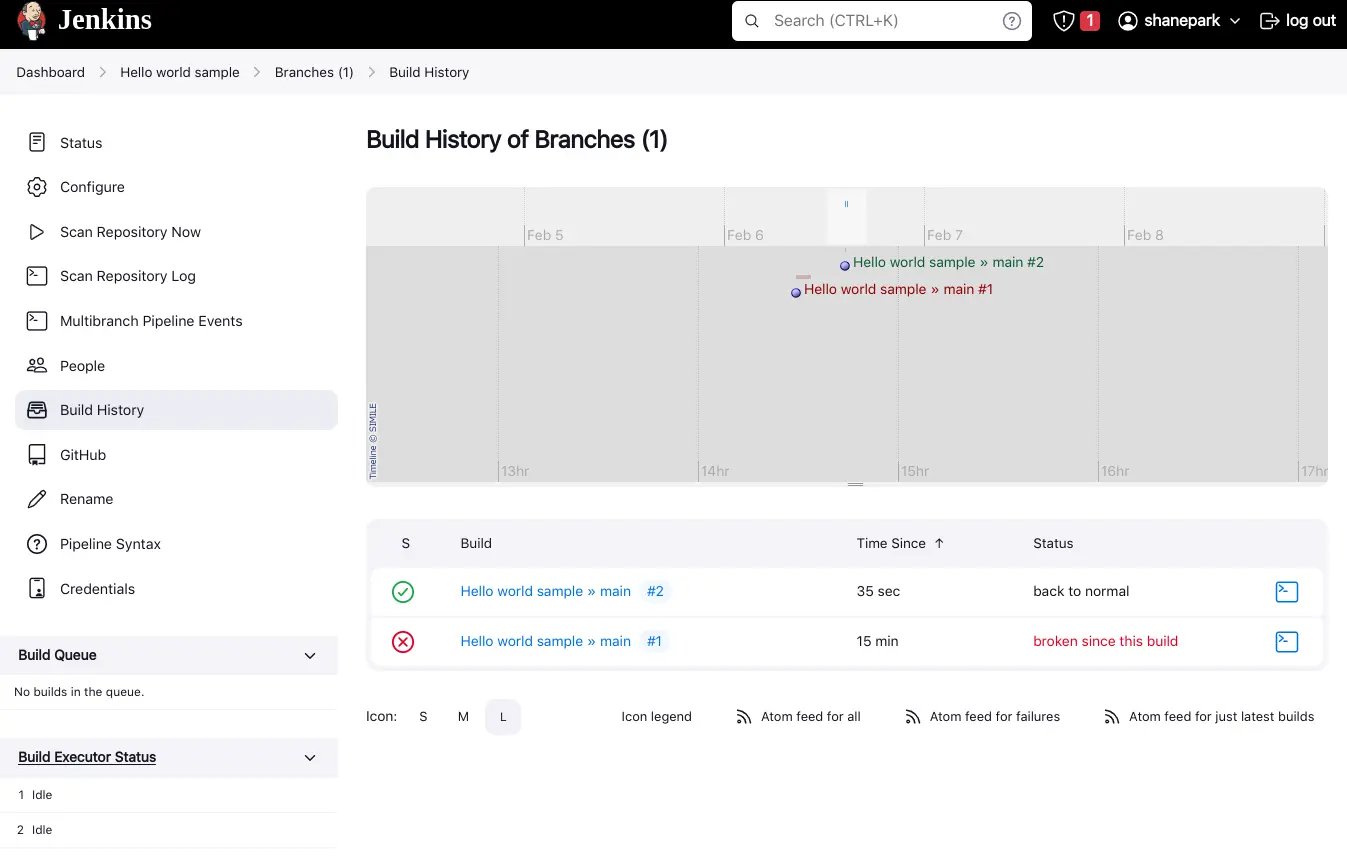 Jenkins
Search (CTRL+K)
1
shanepark
log out
Dashboard
Hello world sample
Branches (1)
Build History
Status
Configure
Scan Repository Now
Scan Repository Log
Multibranch Pipeline Events
People
Build History
GitHub
Rename
Pipeline Syntax
Credentials
Build Queue
No builds in the queue.
Build Executor Status
1 Idle
2 Idle
Build History of Branches (1)
Feb 5
Feb 6
Feb 7
Feb 8
Hello world sample » main #2
Hello world sample » main #1
Timeline © SIMILE
13hr
14hr
15hr
16hr
17hr
S Build Time Since ↑ Status
Hello world sample » main #2 35 sec back to normal
Hello world sample » main #1 15 min broken since this build
Icon: S M L
Icon legend
Atom feed for all
Atom feed for failures
Atom feed for just latest builds